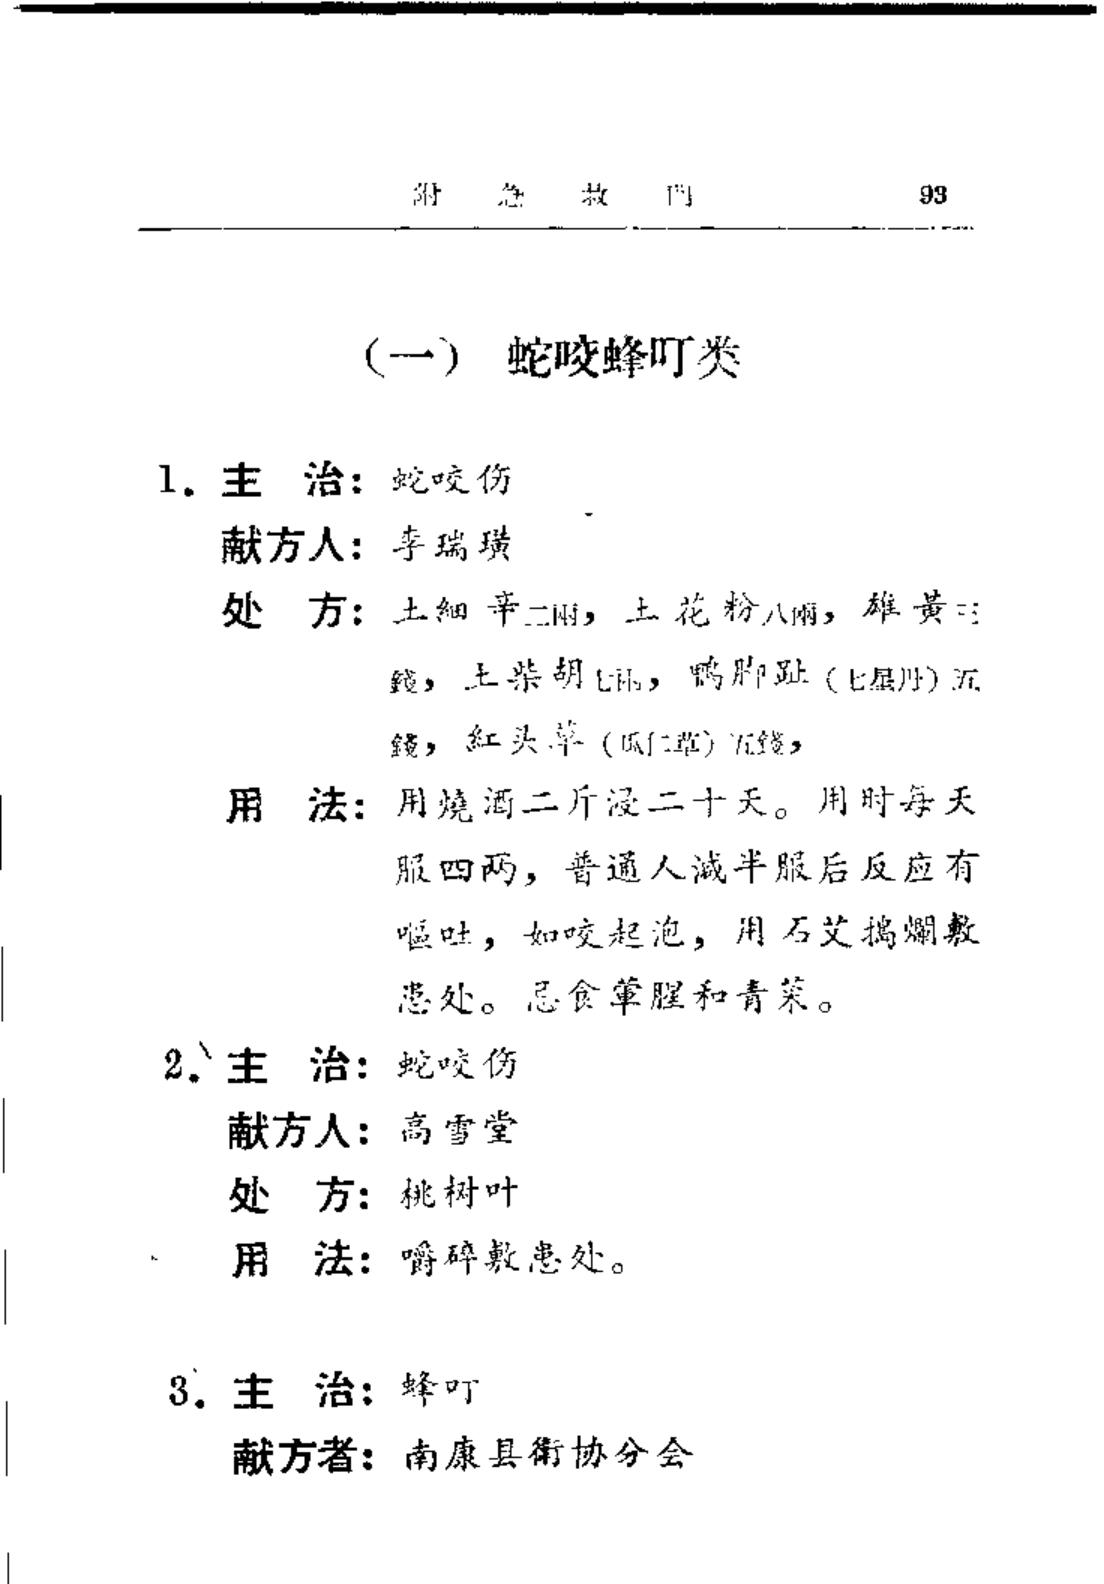 附急救門 93
（一） 蛇咬蜂叮类
1. 主 治：蛇咬伤
献方人：李瑞璜
处 方：土細辛二兩，土花粉八兩，雄黃三
錢，土柴胡七兩，鸭脚趾（七星丹）五
錢，紅头草（瓜仁草）五錢，
用 法：用燒酒二斤浸二十天。用时每天
服四两，普通人減半服后反应有
嘔吐，如咬起泡，用石艾搗爛敷
患处。忌食葷腥和青菜。
2. 主 治：蛇咬伤
献方人：高雪堂
处 方：桃树叶
用 法：嚼碎敷患处。
3. 主 治：蜂叮
献方者：南康县衛协分会